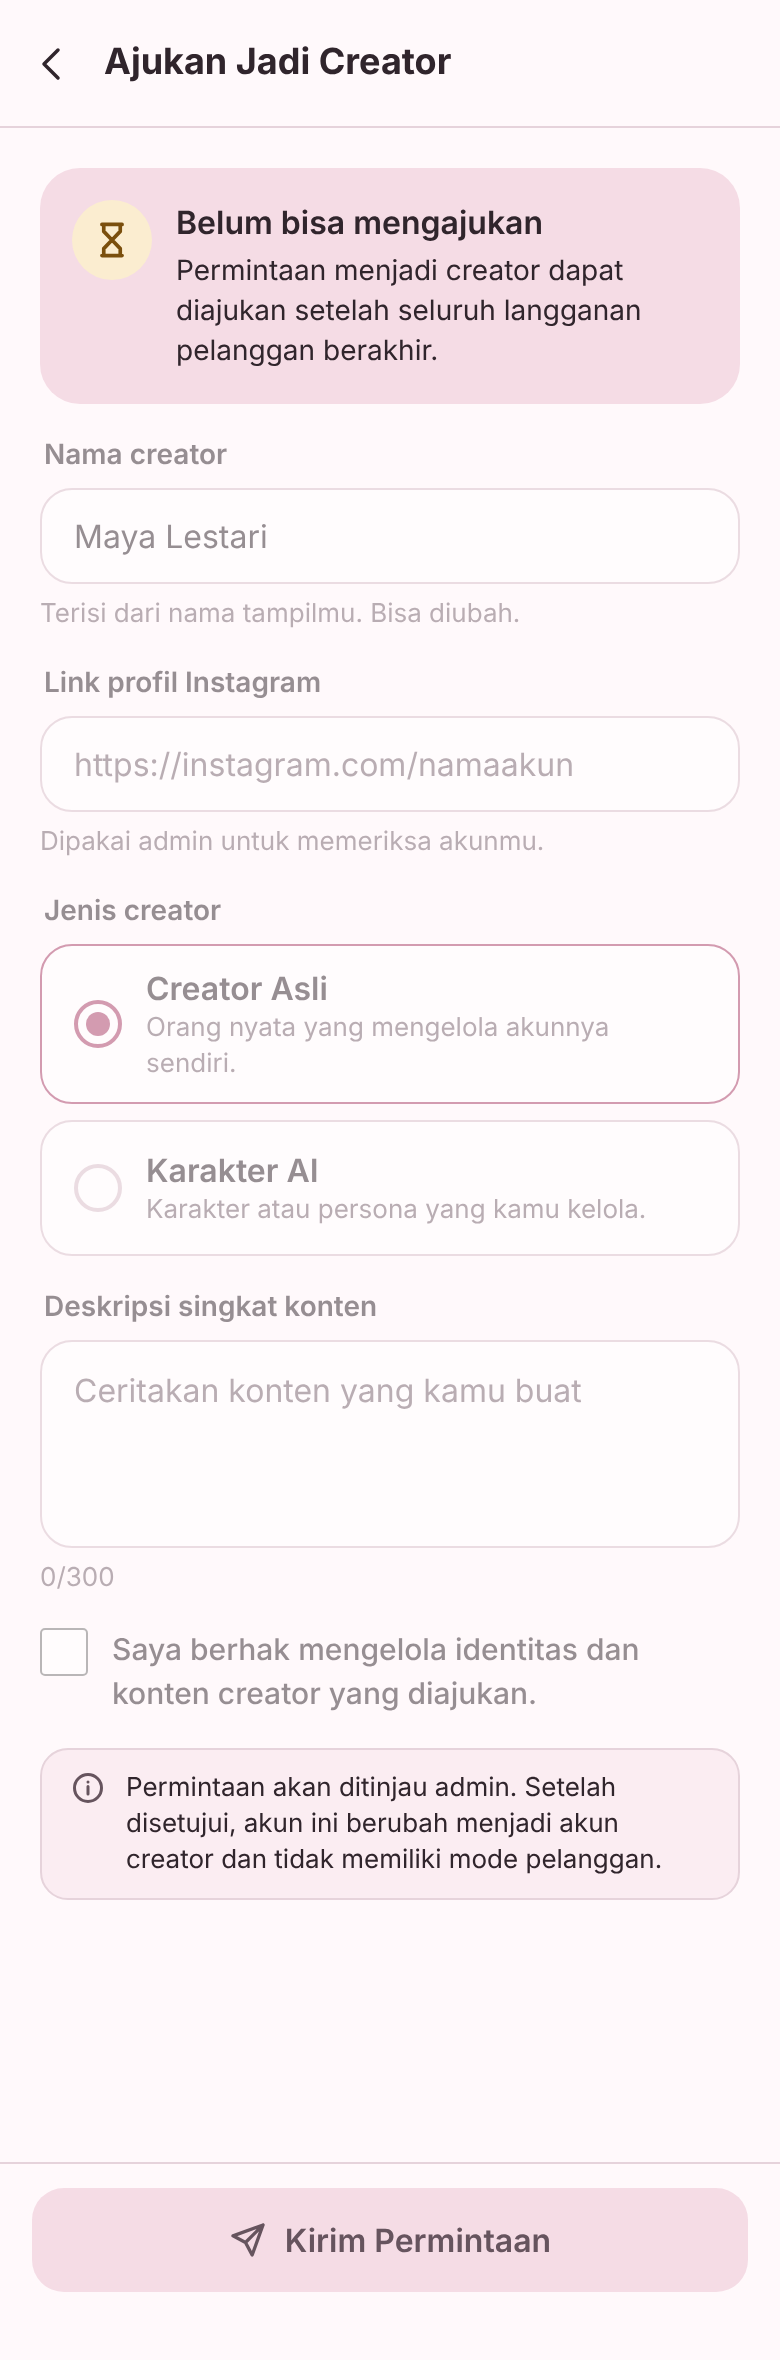 Ajukan Jadi Creator
Belum bisa mengajukan
Permintaan menjadi creator dapat
diajukan setelah seluruh langganan
pelanggan berakhir.
Nama creator
Maya Lestari
Terisi dari nama tampilmu. Bisa diubah.
Link profil Instagram
https://instagram.com/namaakun
Dipakai admin untuk memeriksa akunmu.
Jenis creator
Creator Asli
Orang nyata yang mengelola akunnya
sendiri.
Karakter AI
Karakter atau persona yang kamu kelola.
Deskripsi singkat konten
Ceritakan konten yang kamu buat
0/300
Saya berhak mengelola identitas dan
konten creator yang diajukan.
Permintaan akan ditinjau admin. Setelah
disetujui, akun ini berubah menjadi akun
creator dan tidak memiliki mode pelanggan.
Kirim Permintaan